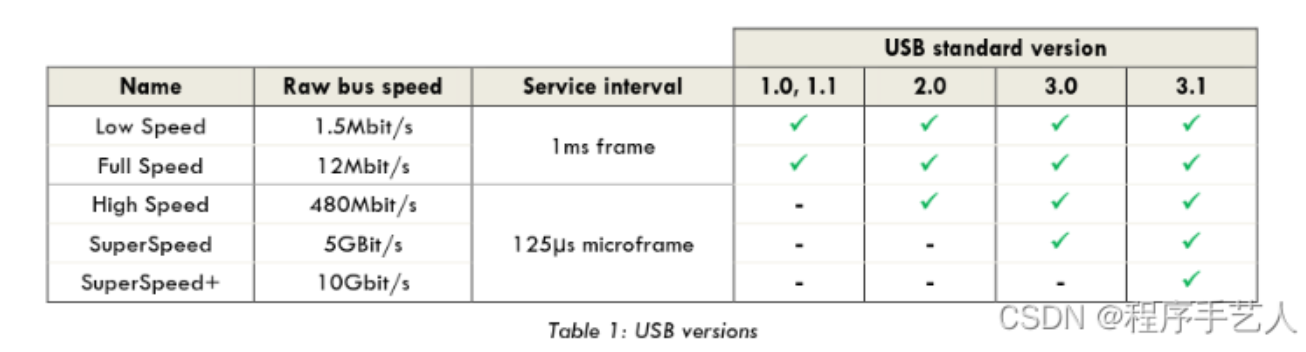 USB standard version
Name Raw bus speed Service interval 1.0, 1.1 2.0 3.0 3.1
Low Speed 1.5Mbit/s ✓ ✓ ✓ ✓
1ms frame
Full Speed 12Mbit/s ✓ ✓ ✓ ✓
High Speed 480Mbit/s - ✓ ✓ ✓
SuperSpeed 5GBit/s 125µs microframe - - ✓ ✓
SuperSpeed+ 10Gbit/s - - - ✓
Table 1: USB versions
CSDN @程序手艺人